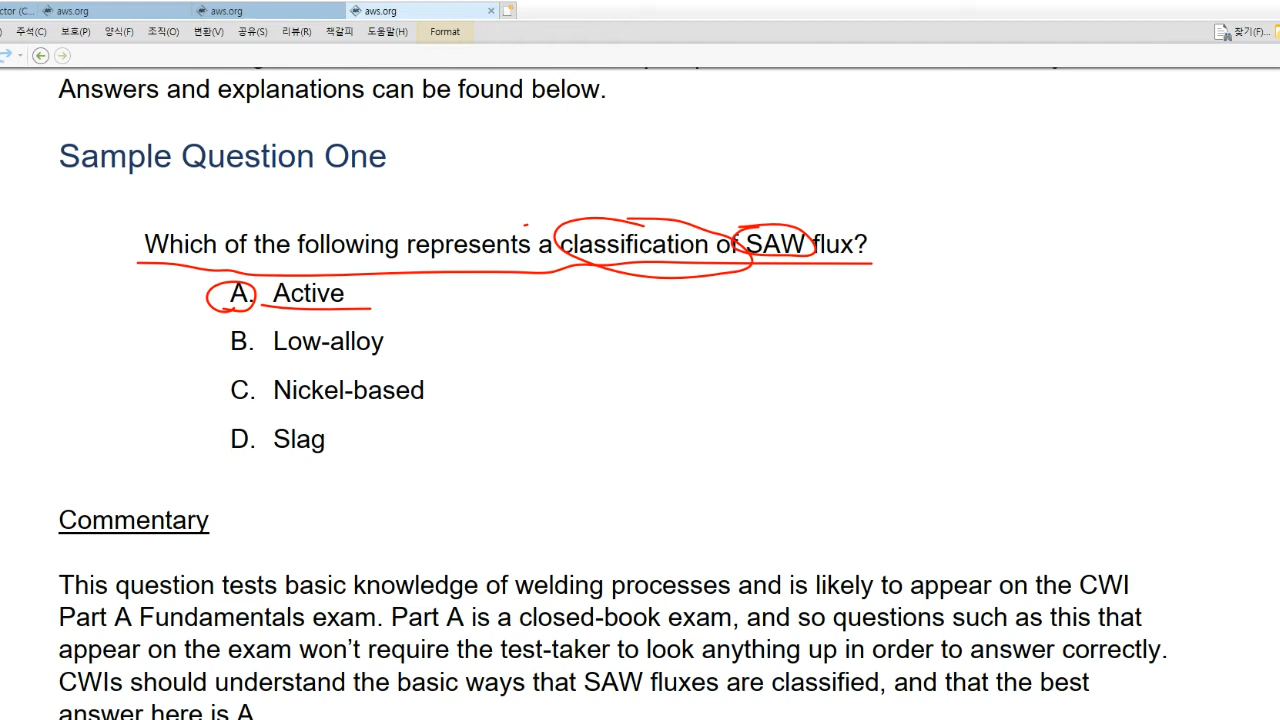 ctor (C... aws.org aws.org aws.org
주석(C) 보호(P) 양식(F) 조직(O) 변환(V) 공유(S) 리뷰(R) 책갈피 도움말(H) Format 찾기(F)...
Answers and explanations can be found below.
Sample Question One
Which of the following represents a classification of SAW flux?
A. Active
B. Low-alloy
C. Nickel-based
D. Slag
Commentary
This question tests basic knowledge of welding processes and is likely to appear on the CWI
Part A Fundamentals exam. Part A is a closed-book exam, and so questions such as this that
appear on the exam won’t require the test-taker to look anything up in order to answer correctly.
CWIs should understand the basic ways that SAW fluxes are classified, and that the best
answer here is A